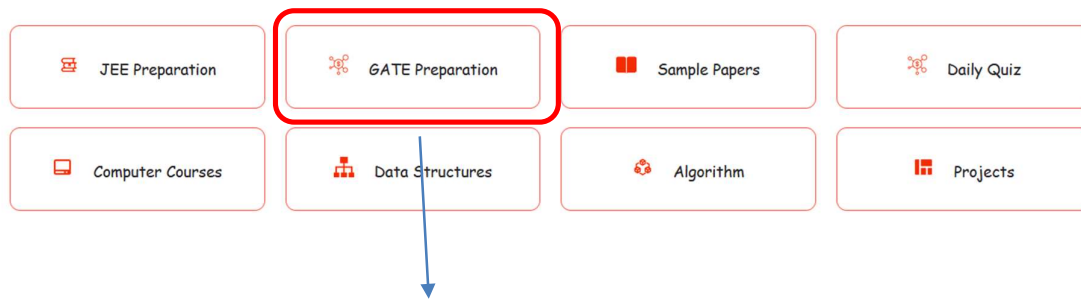 JEE Preparation
GATE Preparation
Sample Papers
Daily Quiz
Computer Courses
Data Structures
Algorithm
Projects